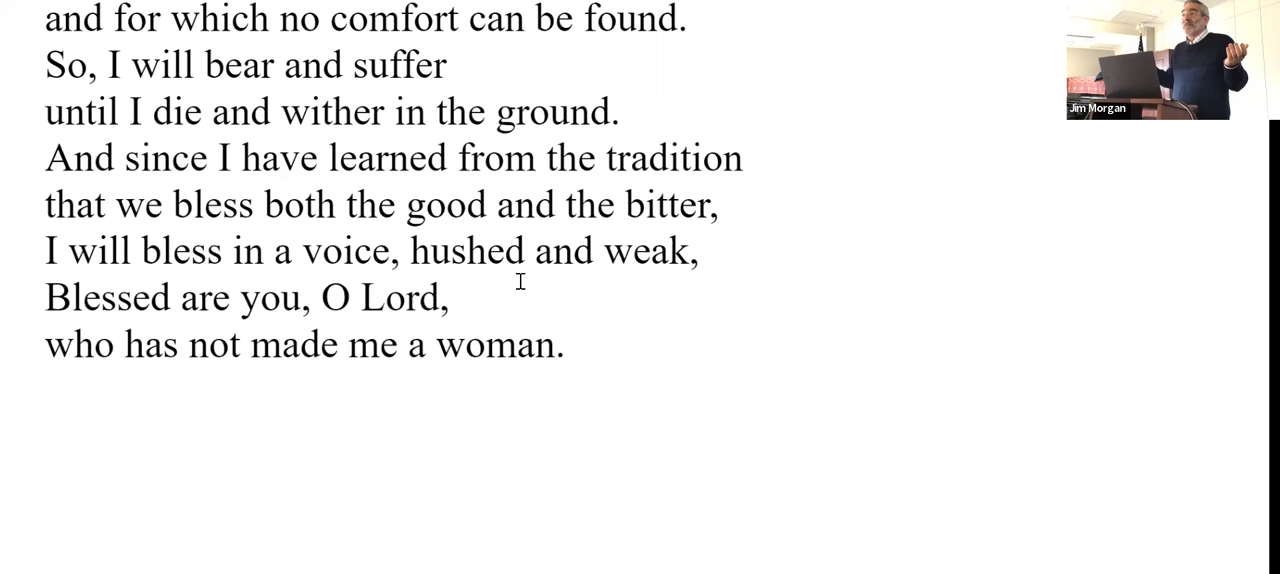 and for which no comfort can be found.
So, I will bear and suffer
until I die and wither in the ground.
And since I have learned from the tradition
that we bless both the good and the bitter,
I will bless in a voice, hushed and weak,
Blessed are you, O Lord,
who has not made me a woman.
Jim Morgan